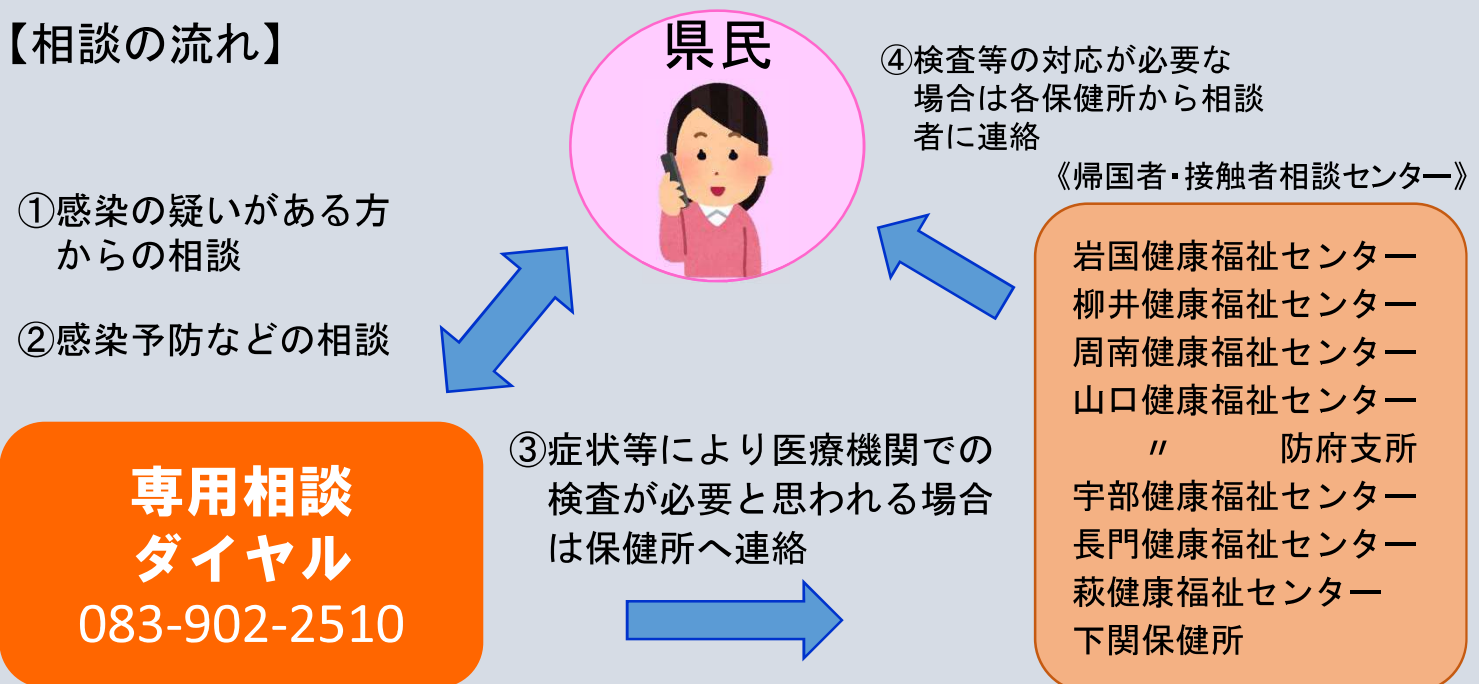 【相談の流れ】
県民
④検査等の対応が必要な
場合は各保健所から相談
者に連絡
《帰国者・接触者相談センター》
①感染の疑いがある方
からの相談
②感染予防などの相談
岩国健康福祉センター
柳井健康福祉センター
周南健康福祉センター
山口健康福祉センター
〃　防府支所
宇部健康福祉センター
長門健康福祉センター
萩健康福祉センター
下関保健所
専用相談
ダイヤル
083-902-2510
③症状等により医療機関での
検査が必要と思われる場合
は保健所へ連絡